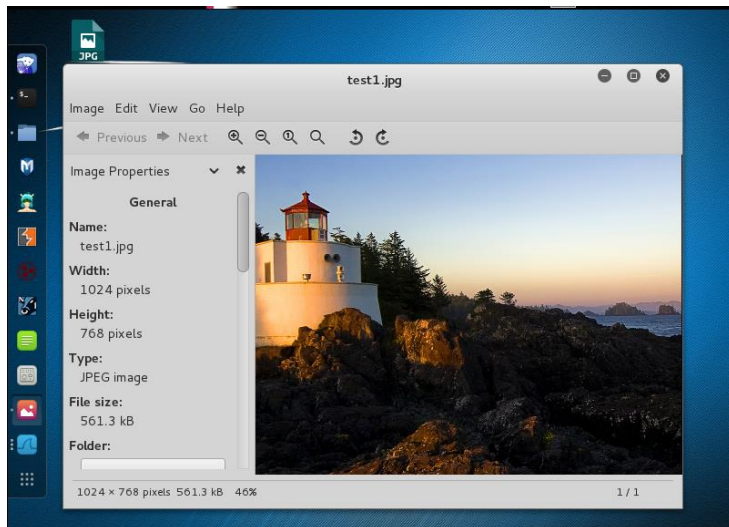 JPG
test1.jpg
Image Edit View Go Help
Previous Next
Image Properties
General
Name:
test1.jpg
Width:
1024 pixels
Height:
768 pixels
Type:
JPEG image
File size:
561.3 kB
Folder:
1024 × 768 pixels 561.3 kB 46%
1 / 1